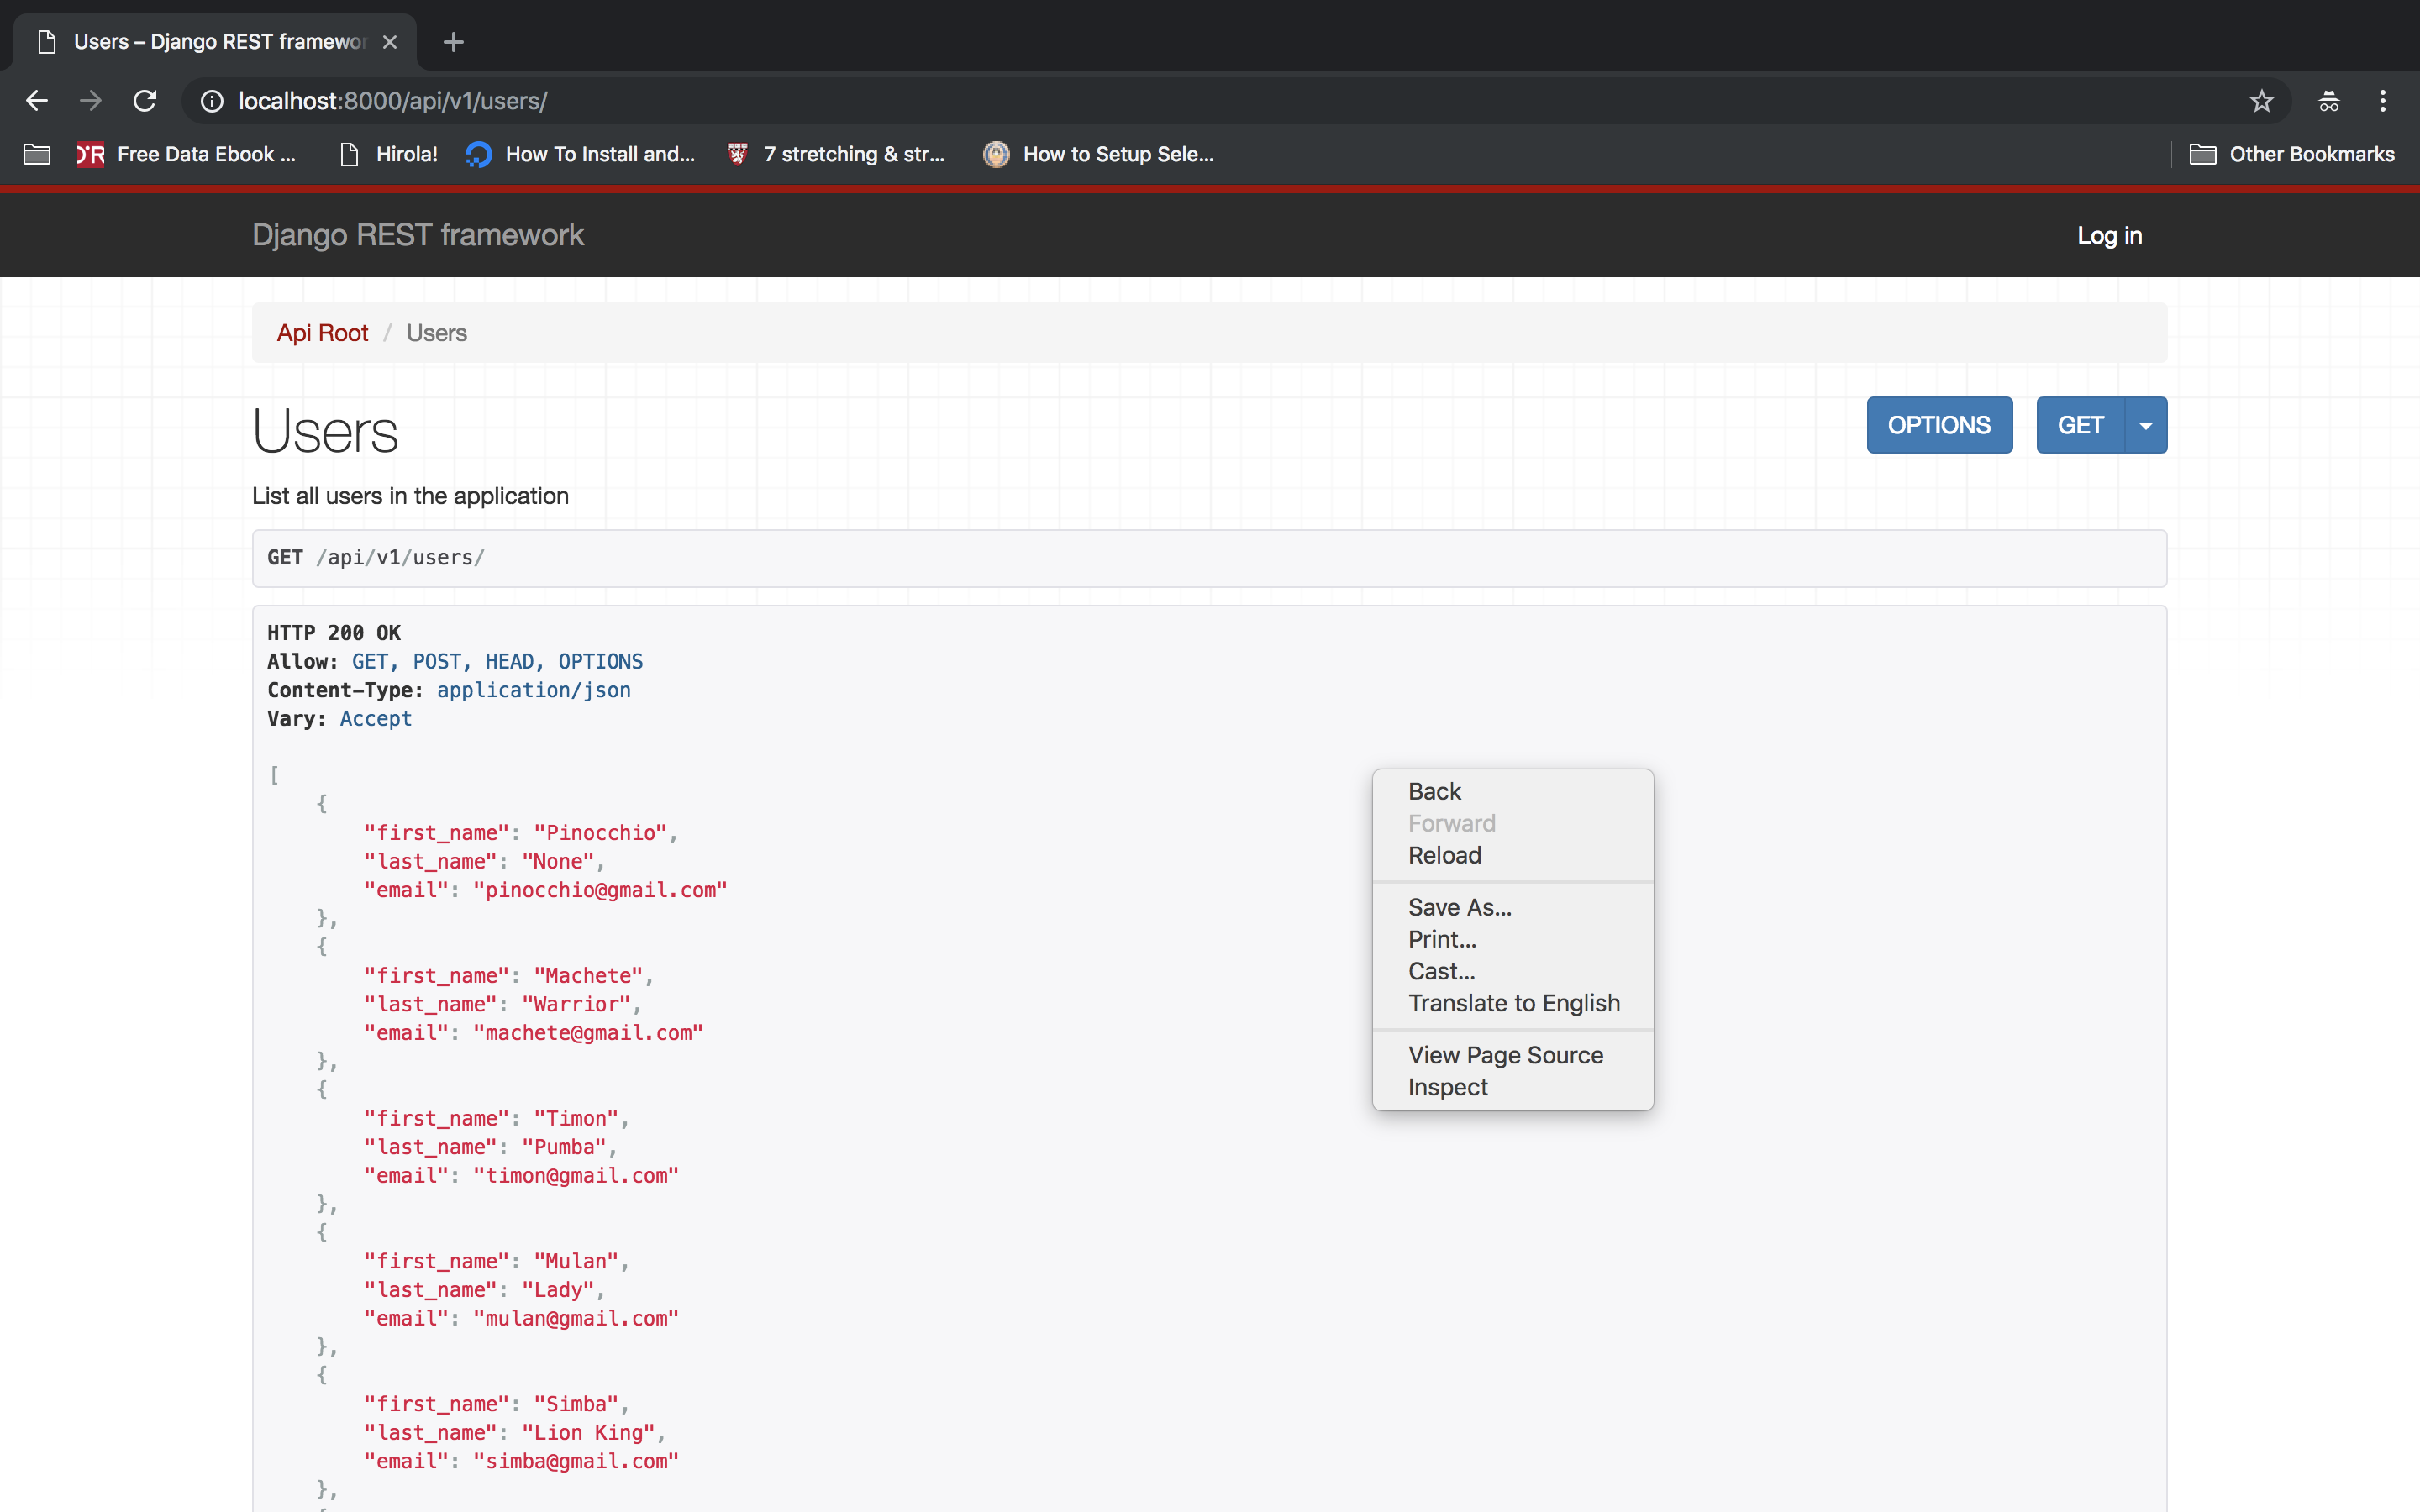 Users – Django REST framewor
localhost:8000/api/v1/users/
Free Data Ebook ...
Hirola!
How To Install and...
7 stretching & str...
How to Setup Sele...
Other Bookmarks
Django REST framework
Log in
Api Root / Users
Users
OPTIONS
GET
List all users in the application
GET /api/v1/users/
HTTP 200 OK
Allow: GET, POST, HEAD, OPTIONS
Content-Type: application/json
Vary: Accept
[
{
"first_name": "Pinocchio",
"last_name": "None",
"email": "pinocchio@gmail.com"
},
{
"first_name": "Machete",
"last_name": "Warrior",
"email": "machete@gmail.com"
},
{
"first_name": "Timon",
"last_name": "Pumba",
"email": "timon@gmail.com"
},
{
"first_name": "Mulan",
"last_name": "Lady",
"email": "mulan@gmail.com"
},
{
"first_name": "Simba",
"last_name": "Lion King",
"email": "simba@gmail.com"
},
Back
Forward
Reload
Save As...
Print...
Cast...
Translate to English
View Page Source
Inspect